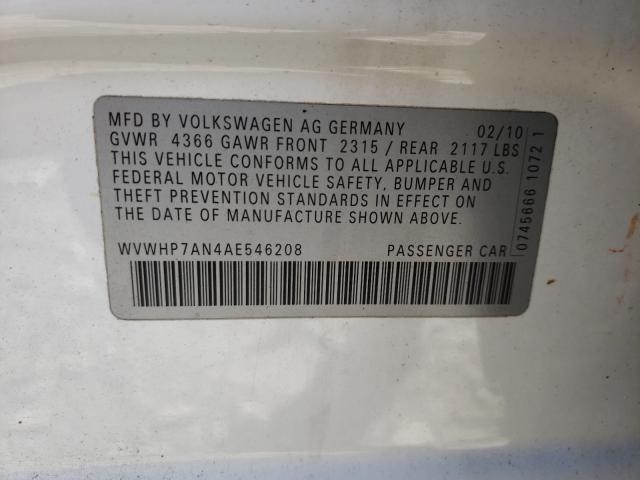 MFD BY VOLKSWAGEN AG GERMANY 02/10
GVWR 4366 GAWR FRONT 2315 / REAR 2117 LBS
THIS VEHICLE CONFORMS TO ALL APPLICABLE U.S.
FEDERAL MOTOR VEHICLE SAFETY, BUMPER AND
THEFT PREVENTION STANDARDS IN EFFECT ON
THE DATE OF MANUFACTURE SHOWN ABOVE.
WVWHP7AN4AE546208 PASSENGER CAR
0745666 1072 1